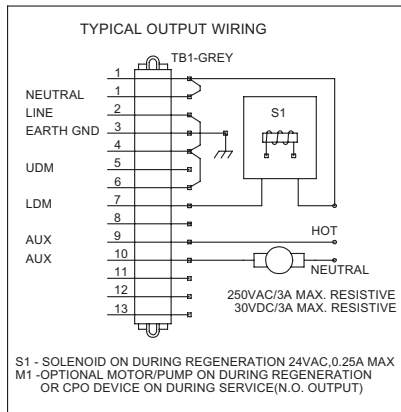 TYPICAL OUTPUT WIRING
TB1-GREY
1
NEUTRAL 1
LINE 2
S1
EARTH GND 3
4
UDM 5
6
LDM 7
8
HOT
AUX 9
AUX 10
NEUTRAL
11
12
250VAC/3A MAX. RESISTIVE
30VDC/3A MAX. RESISTIVE
13
S1 - SOLENOID ON DURING REGENERATION 24VAC,0.25A MAX
M1 -OPTIONAL MOTOR/PUMP ON DURING REGENERATION
OR CPO DEVICE ON DURING SERVICE(N.O. OUTPUT)